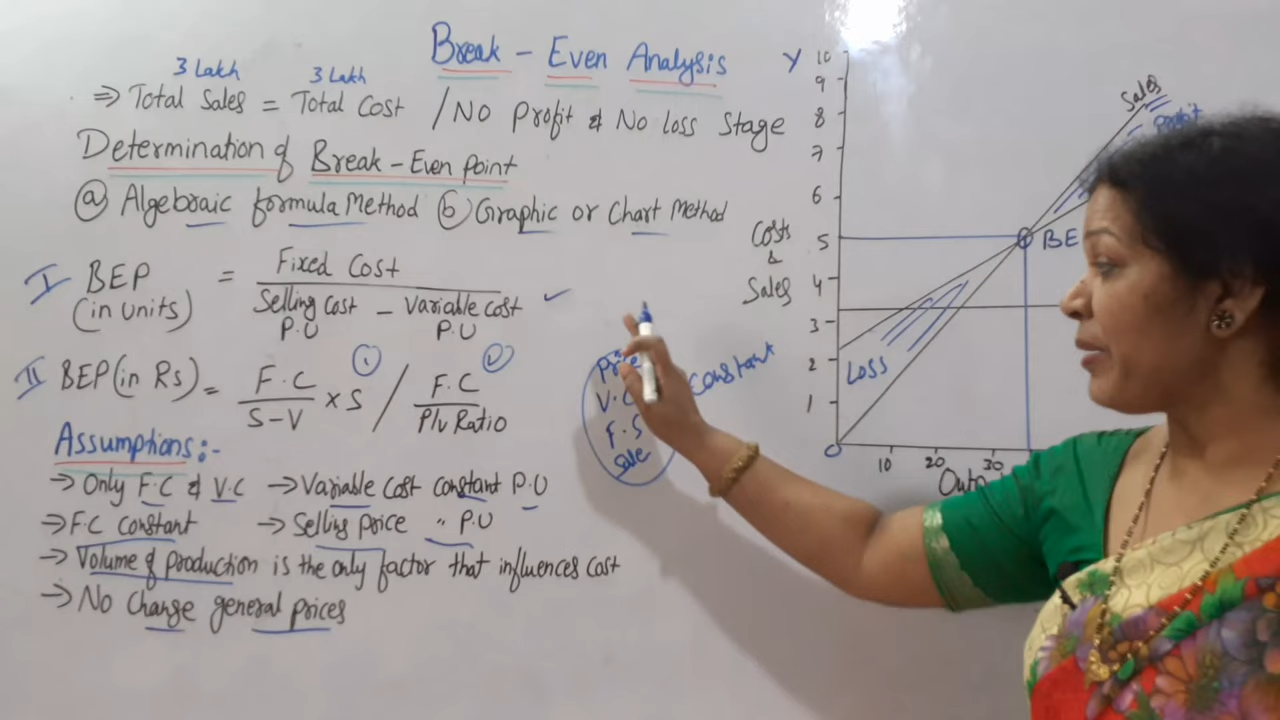 Break - Even Analysis
3 Lakh 3 Lakh
⇒ Total Sales = Total Cost / No Profit & No loss stage
Determination of Break - Even Point
ⓐ Algebraic formula Method ⓑ Graphic or Chart Method
I BEP (in units) = Fixed Cost / Selling Cost P.U - Variable Cost P.U ✓
II BEP (in Rs) = F.C / S-V × S ① / F.C / P/v Ratio ②
Assumptions:-
→ Only F.C & V.C → Variable Cost constant P.U
→ F.C constant → Selling price " P.U
→ Volume of production is the only factor that influences cost
→ No change general prices
Price
V.C
F.S
Sale
constant
Y
10
9
8
7
6
5
4
3
2
1
0
Costs
&
Sales
Sales
Profit
BE
Loss
10 20 30